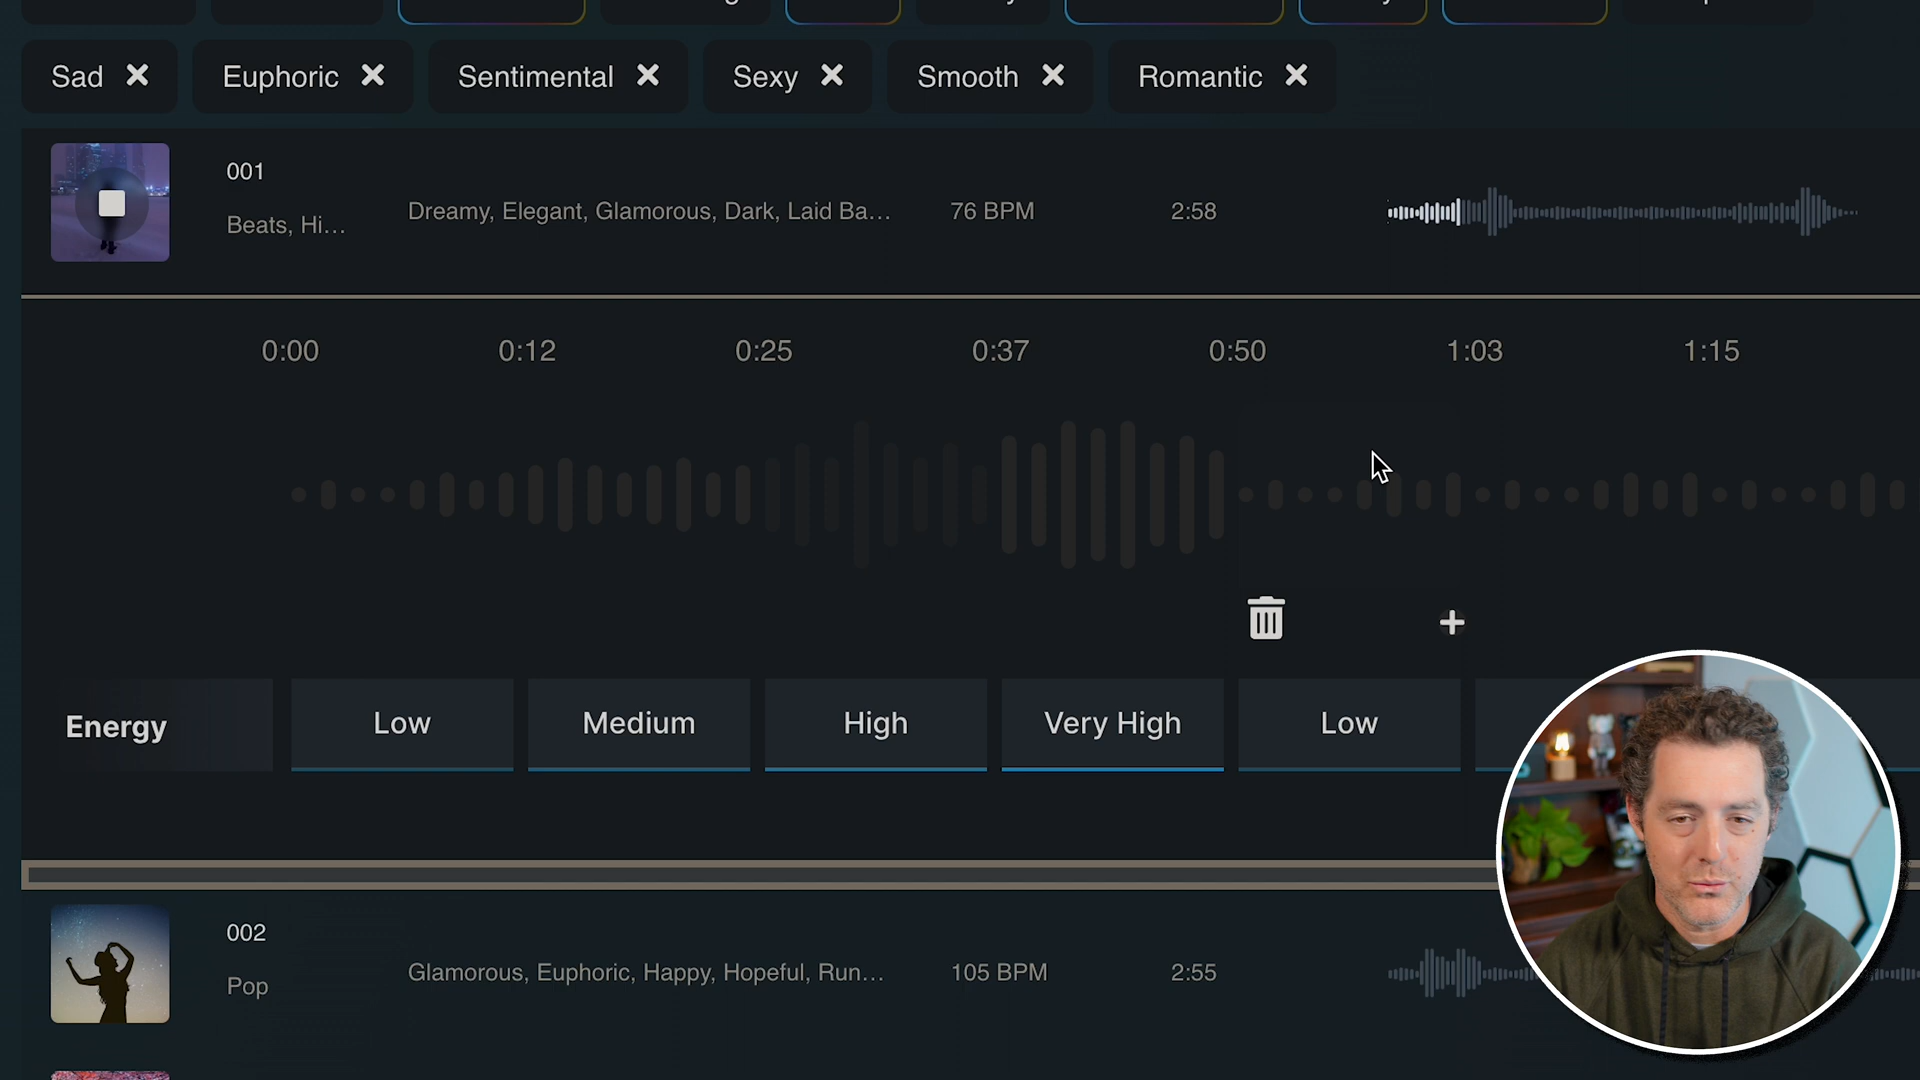 Sad Euphoric Sentimental Sexy Smooth Romantic
001
Beats, Hi...
Dreamy, Elegant, Glamorous, Dark, Laid Ba...
76 BPM
2:58
0:00 0:12 0:25 0:37 0:50 1:03 1:15
Energy
Low Medium High Very High Low
002
Pop
Glamorous, Euphoric, Happy, Hopeful, Run...
105 BPM
2:55